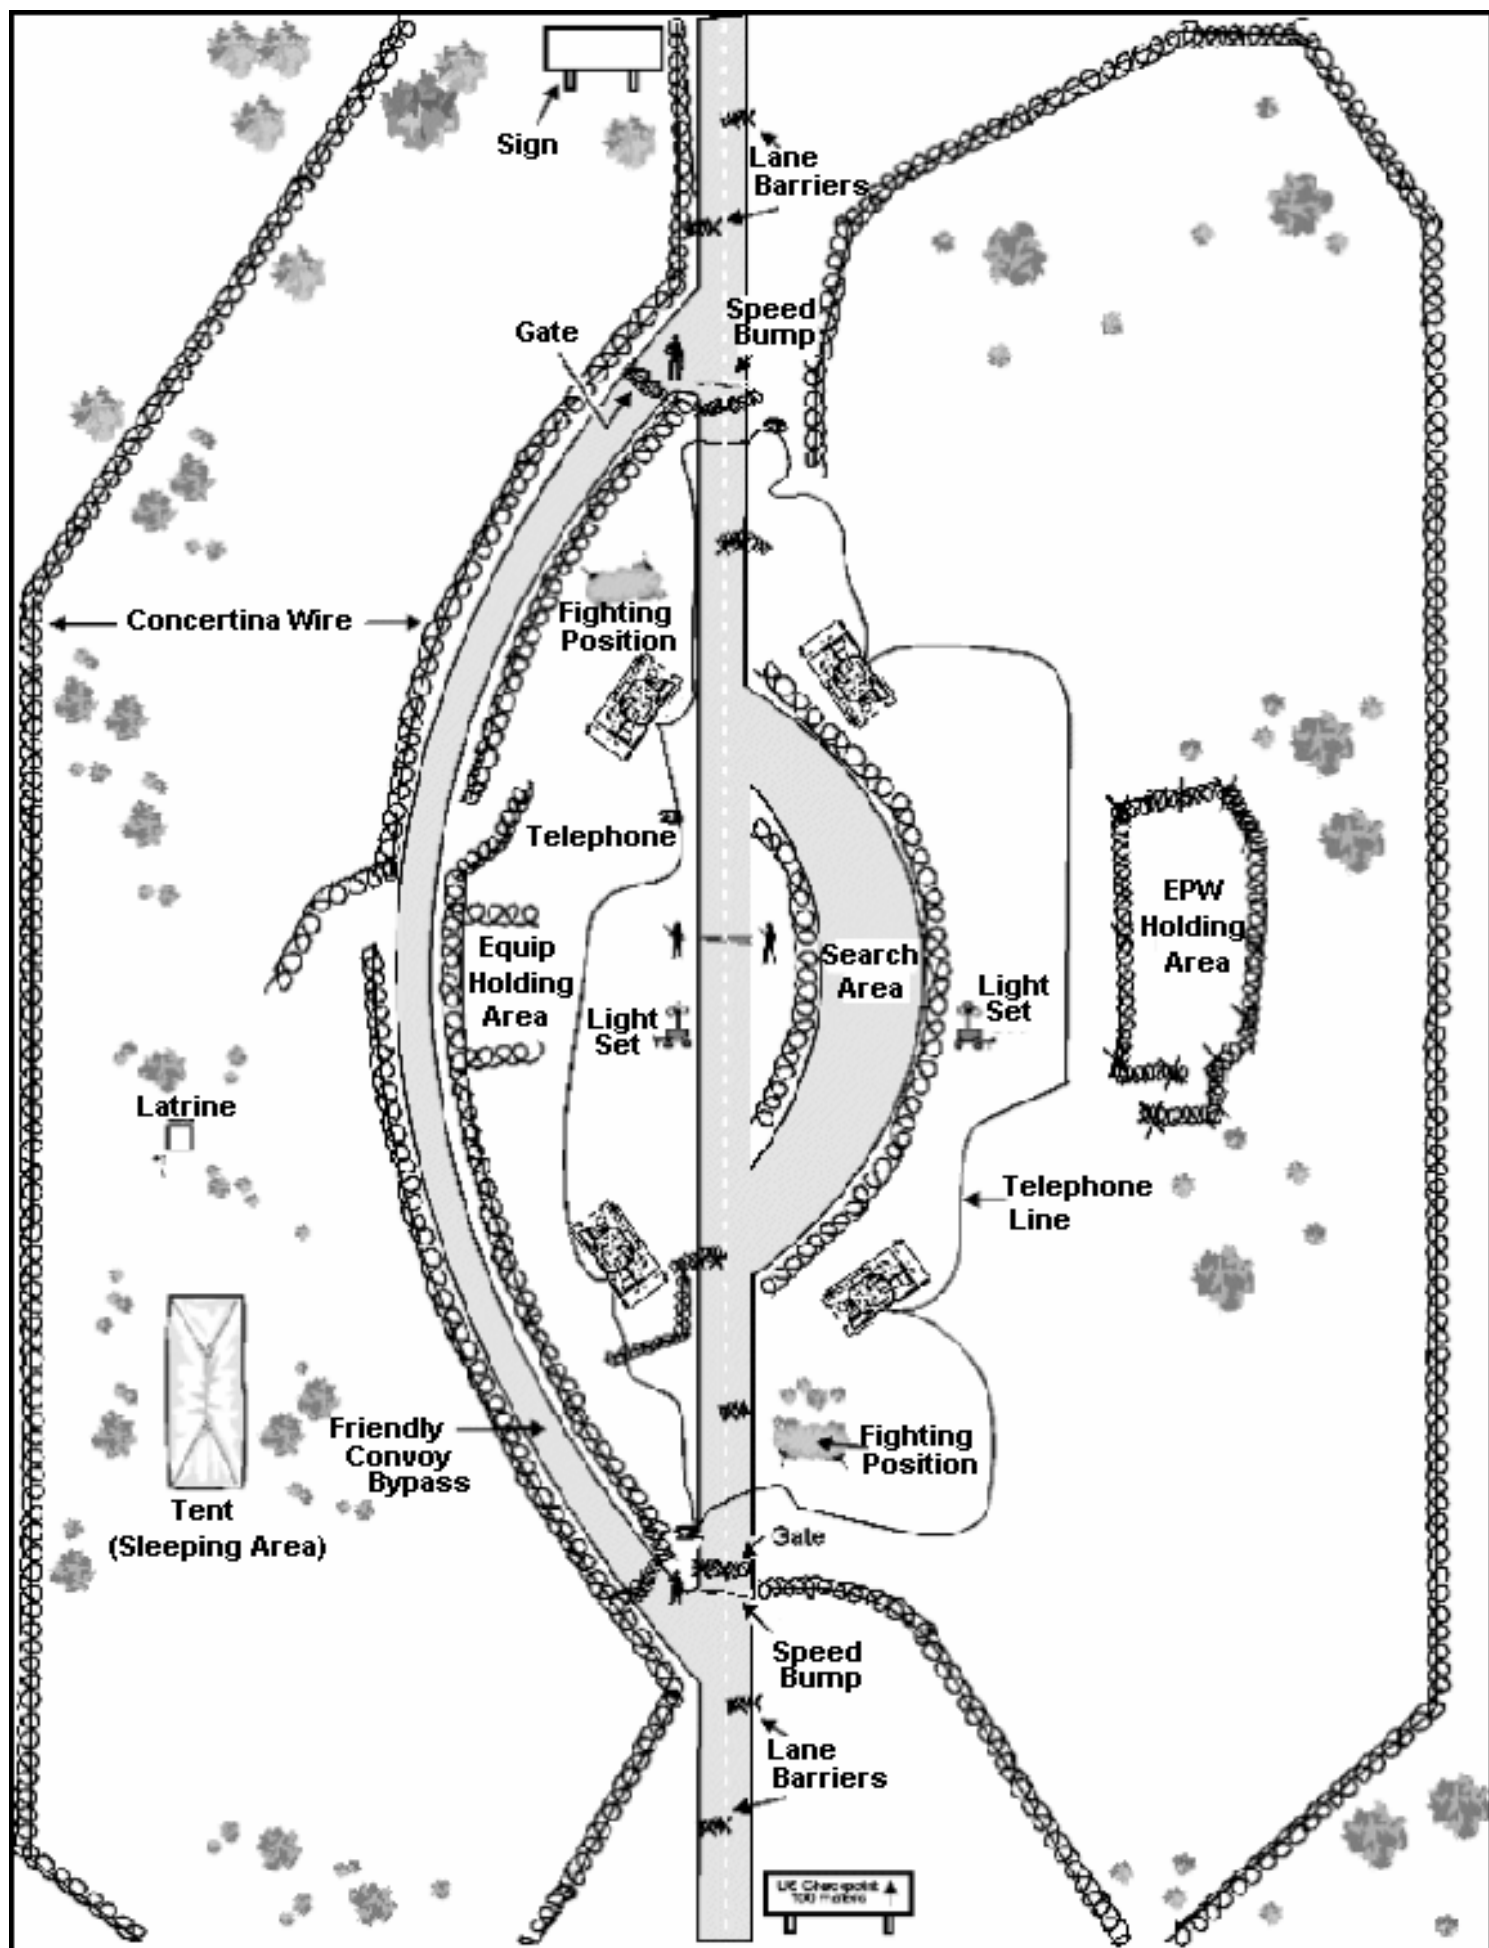 Sign
Lane
Barriers
Speed
Bump
Gate
Concertina Wire
Fighting
Position
Telephone
Equip
Holding
Area
Search
Area
EPW
Holding
Area
Light
Set
Light
Set
Latrine
Telephone
Line
Friendly
Convoy
Bypass
Fighting
Position
Tent
(Sleeping Area)
Gate
Speed
Bump
Lane
Barriers
US Checkpoint
100 meters